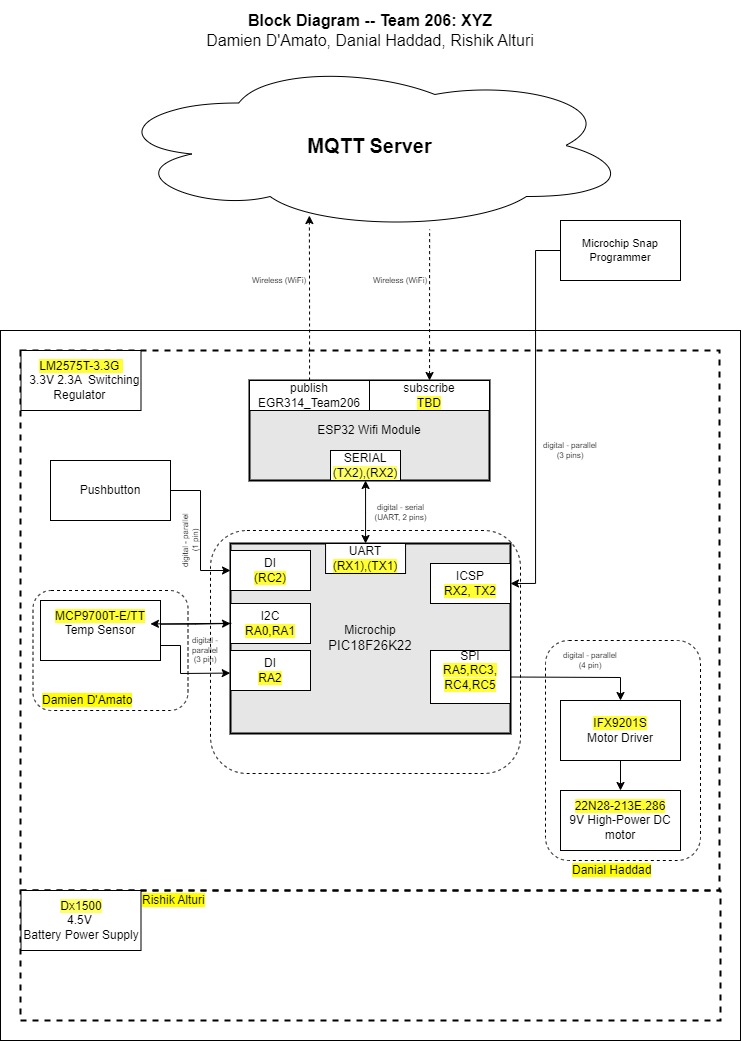 Block Diagram -- Team 206: XYZ
Damien D'Amato, Danial Haddad, Rishik Alturi
MQTT Server
Microchip Snap
Programmer
Wireless (WiFi)
Wireless (WiFi)
LM2575T-3.3G
3.3V 2.3A Switching
Regulator
publish
EGR314_Team206
subscribe
TBD
ESP32 Wifi Module
SERIAL
(TX2),(RX2)
digital - parallel
(3 pins)
Pushbutton
digital - parallel
(1 pin)
digital - serial
(UART, 2 pins)
UART
(RX1),(TX1)
DI
(RC2)
ICSP
RX2, TX2
MCP9700T-E/TT
Temp Sensor
I2C
RA0,RA1
digital -
parallel
(3 pin)
Microchip
PIC18F26K22
DI
RA2
SPI
RA5,RC3,
RC4,RC5
digital - parallel
(4 pin)
Damien D'Amato
IFX9201S
Motor Driver
22N28-213E.286
9V High-Power DC
motor
Danial Haddad
Dx1500
4.5V
Battery Power Supply
Rishik Alturi